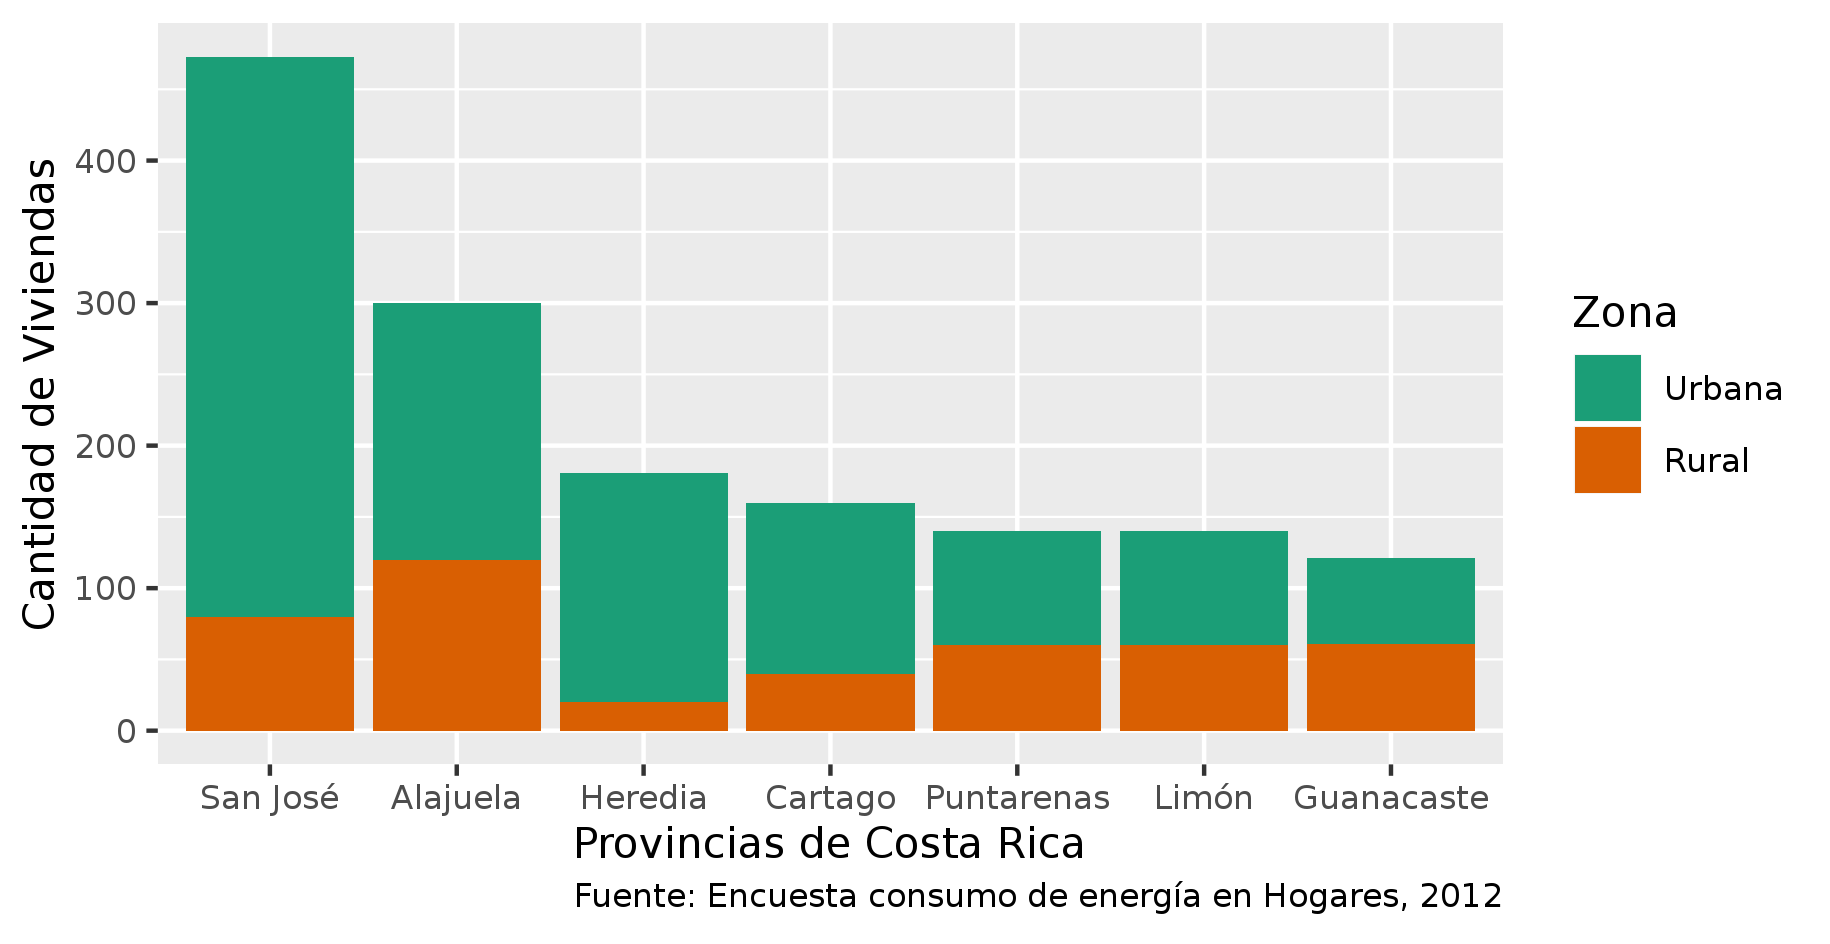 Cantidad de Viviendas
400
300
200
100
0
San José Alajuela Heredia Cartago Puntarenas Limón Guanacaste
Provincias de Costa Rica
Fuente: Encuesta consumo de energía en Hogares, 2012
Zona
Urbana
Rural